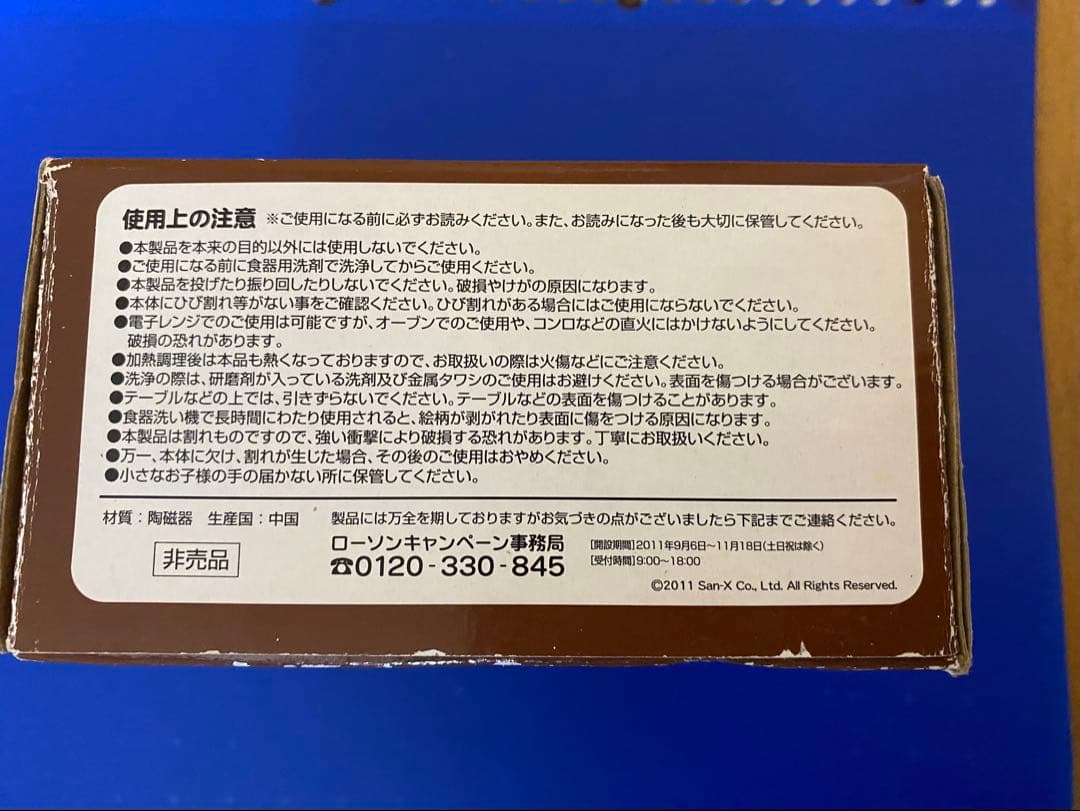 使用上の注意 ※ご使用になる前に必ずお読みください。また、お読みになった後も大切に保管してください。
●本製品を本来の目的以外には使用しないでください。
●ご使用になる前に食器用洗剤で洗浄してからご使用ください。
●本製品を投げたり振り回したりしないでください。破損やけがの原因になります。
●本体にひび割れ等がない事をご確認ください。ひび割れがある場合にはご使用にならないでください。
●電子レンジでのご使用は可能ですが、オーブンでのご使用や、コンロなどの直火にはかけないようにしてください。
破損の恐れがあります。
●加熱調理後は本品も熱くなっておりますので、お取扱いの際は火傷などにご注意ください。
●洗浄の際は、研磨剤が入っている洗剤及び金属タワシのご使用はお避けください。表面を傷つける場合がございます。
●テーブルなどの上では、引きずらないでください。テーブルなどの表面を傷つけることがあります。
●食器洗い機で長時間にわたり使用されると、絵柄が剥がれたり表面に傷をつける原因になります。
●本製品は割れものですので、強い衝撃により破損する恐れがあります。丁寧にお取扱いください。
●万一、本体に欠け、割れが生じた場合、その後のご使用はおやめください。
●小さなお子様の手の届かない所に保管してください。
材質：陶磁器 生産国：中国 製品には万全を期しておりますがお気づきの点がございましたら下記までご連絡ください。
非売品
ローソンキャンペーン事務局
☎0120-330-845
[開設期間]2011年9月6日〜11月18日(土日祝は除く)
[受付時間]9:00〜18:00
©2011 San-X Co., Ltd. All Rights Reserved.